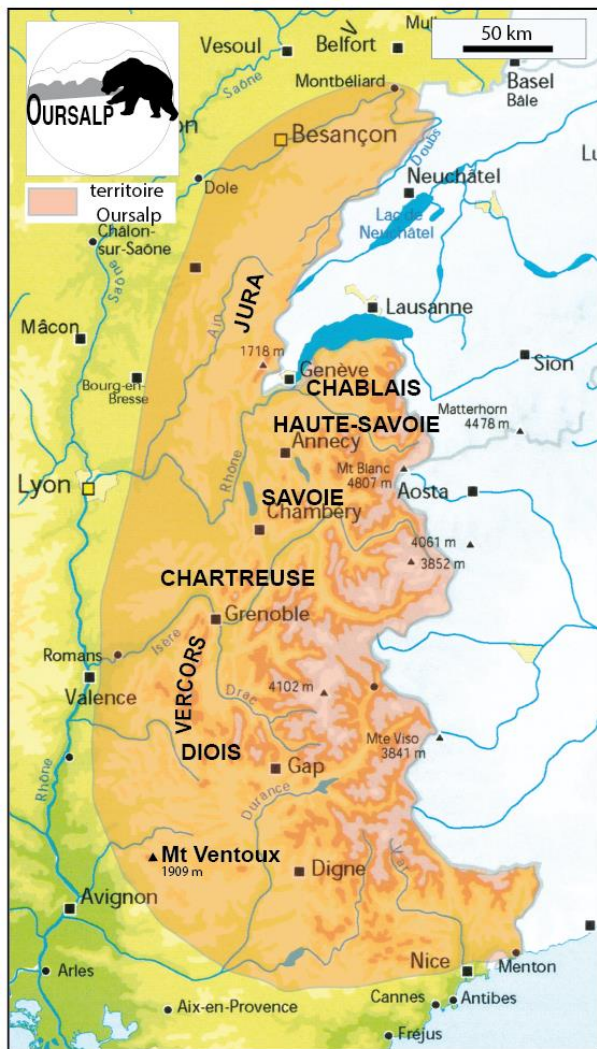 Mul
Belfort
50 km
Vesoul
Montbéliard
Basel
Bâle
Saône
OURSALP
Besançon
Doubs
Lu
Neuchâtel
Dole
territoire
Oursalp
Lac de
Neuchâtel
Châlon-
sur-Saône
Saône
Ain
JURA
Lausanne
Mâcon
1718 m
Sion
Bourg-en-
Bresse
Genève
CHABLAIS
Matterhorn
4478 m
HAUTE-SAVOIE
Annecy
Rhône
Mt Blanc
4807 m
Lyon
Aosta
SAVOIE
Chambéry
4061 m
3852 m
CHARTREUSE
Grenoble
Isère
Romans
Valence
VERCORS
Drac
4102 m
Mte Viso
3841 m
DIOIS
Gap
Rhône
Durance
Mt Ventoux
1909 m
Digne
Var
Avignon
Nice
Menton
Arles
Aix-en-Provence
Cannes
Antibes
Fréjus